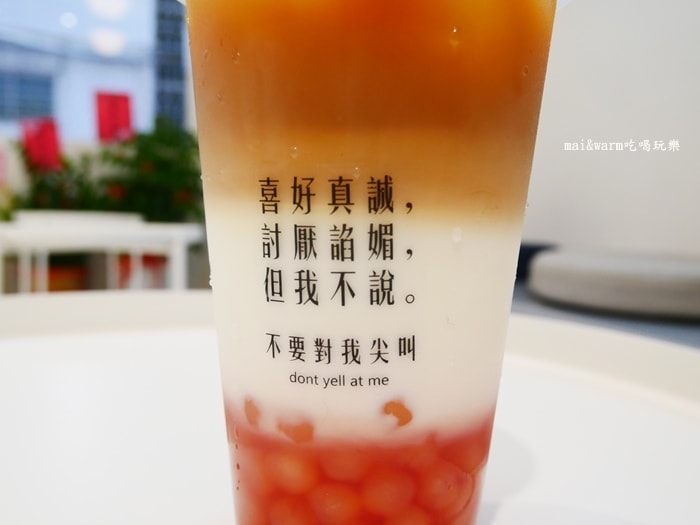 mai&warm吃喝玩樂
喜好真誠，
討厭諂媚，
但我不說。
不要對我尖叫
dont yell at me